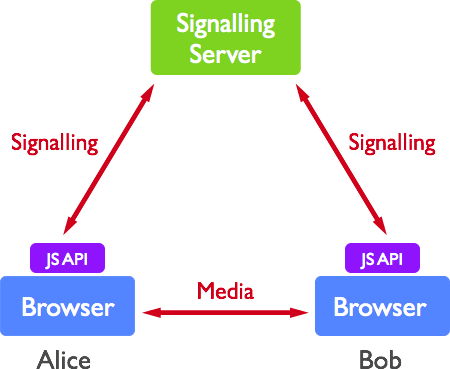 Signalling
Server
Signalling
Signalling
JS API
JS API
Browser
Media
Browser
Alice
Bob